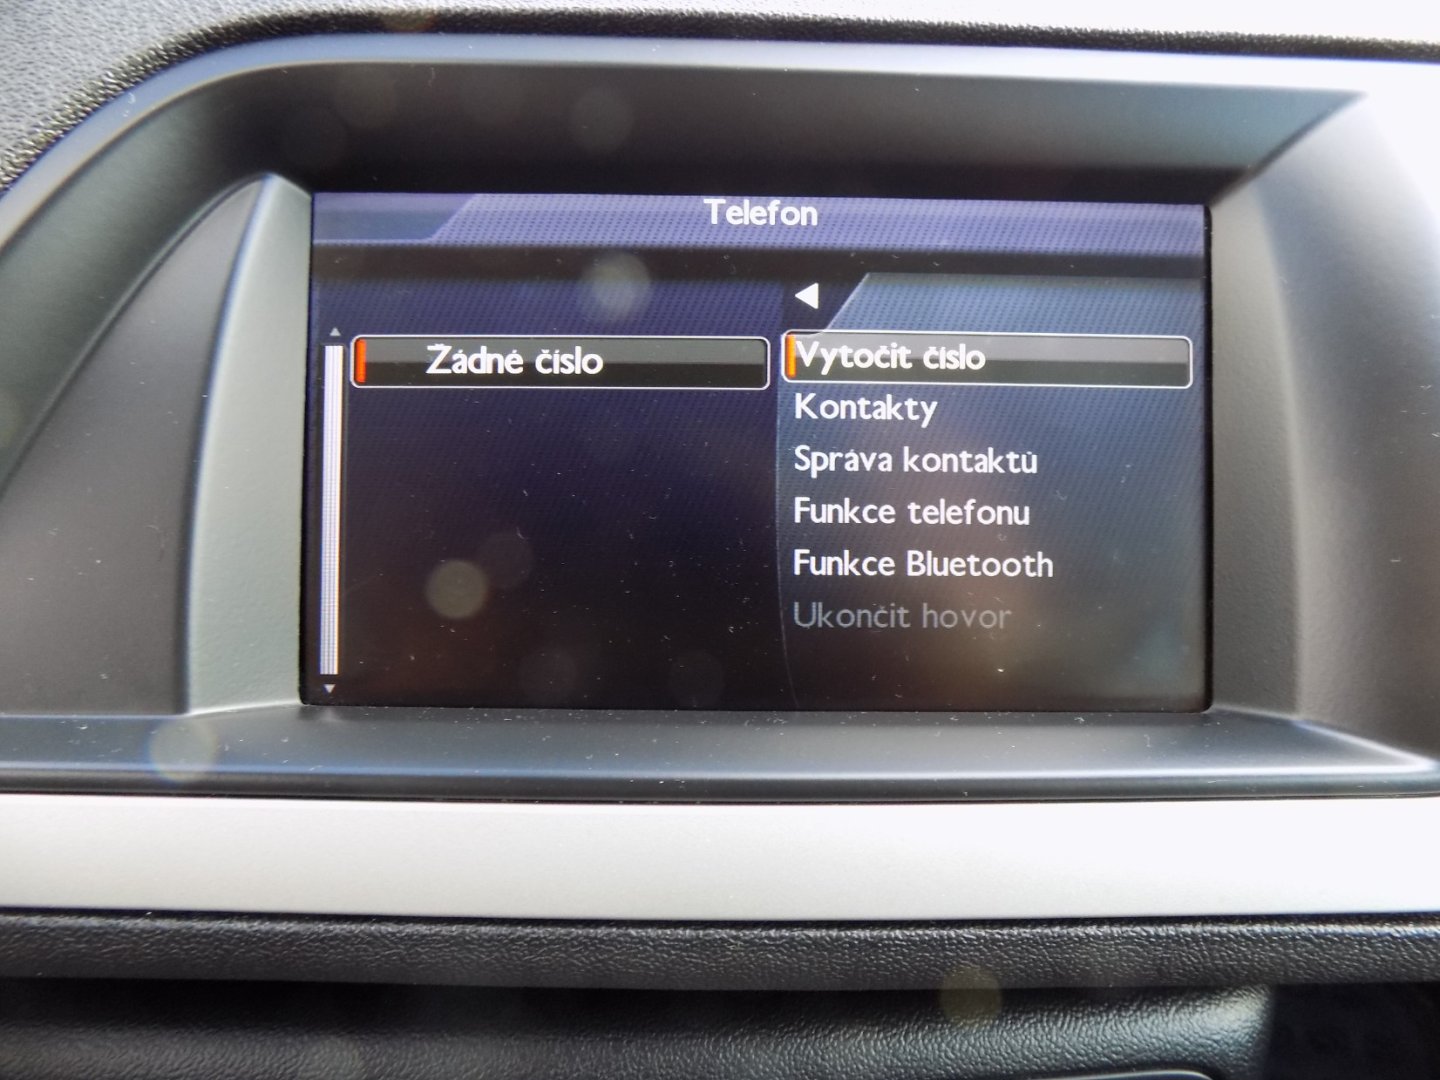 Telefon
Žádné číslo
Vytočit číslo
Kontakty
Správa kontaktů
Funkce telefonu
Funkce Bluetooth
Ukončit hovor